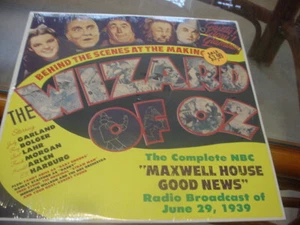 BEHIND THE SCENES AT THE MAKING
THE
WIZARD
OF OZ
GARLAND
BOLGER
LAHR
MORGAN
ARLEN
HARBURG
The Complete NBC
"MAXWELL HOUSE
GOOD NEWS"
Radio Broadcast of
June 29, 1939